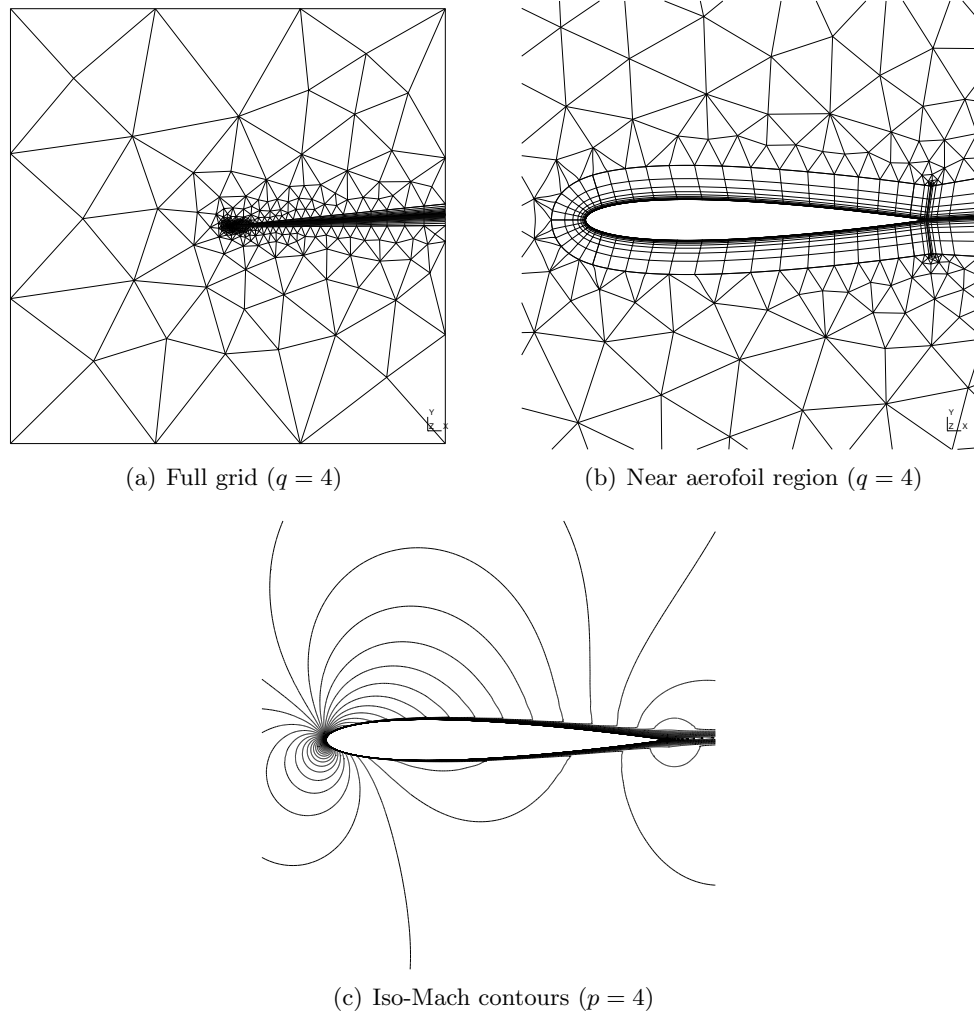 Y
Z X
(a) Full grid (q = 4)
Y
Z X
(b) Near aerofoil region (q = 4)
(c) Iso-Mach contours (p = 4)